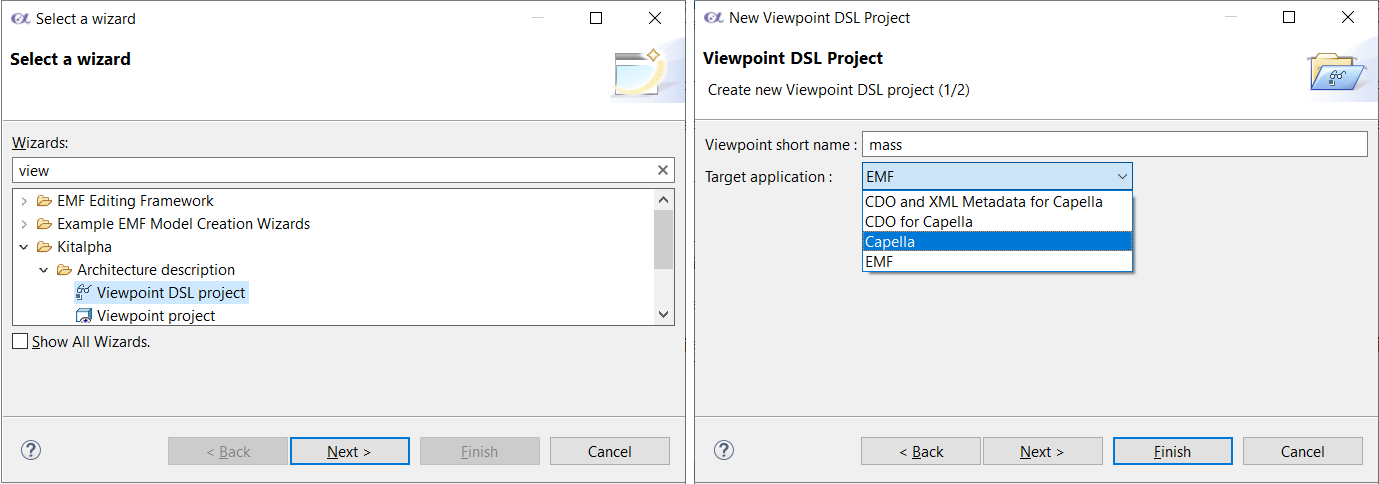 Select a wizard
Select a wizard
Wizards:
view
EMF Editing Framework
Example EMF Model Creation Wizards
Kitalpha
Architecture description
Viewpoint DSL project
Viewpoint project
Show All Wizards.
?
< Back
Next >
Finish
Cancel
New Viewpoint DSL Project
Viewpoint DSL Project
Create new Viewpoint DSL project (1/2)
Viewpoint short name : mass
Target application : EMF
CDO and XML Metadata for Capella
CDO for Capella
Capella
EMF
?
< Back
Next >
Finish
Cancel